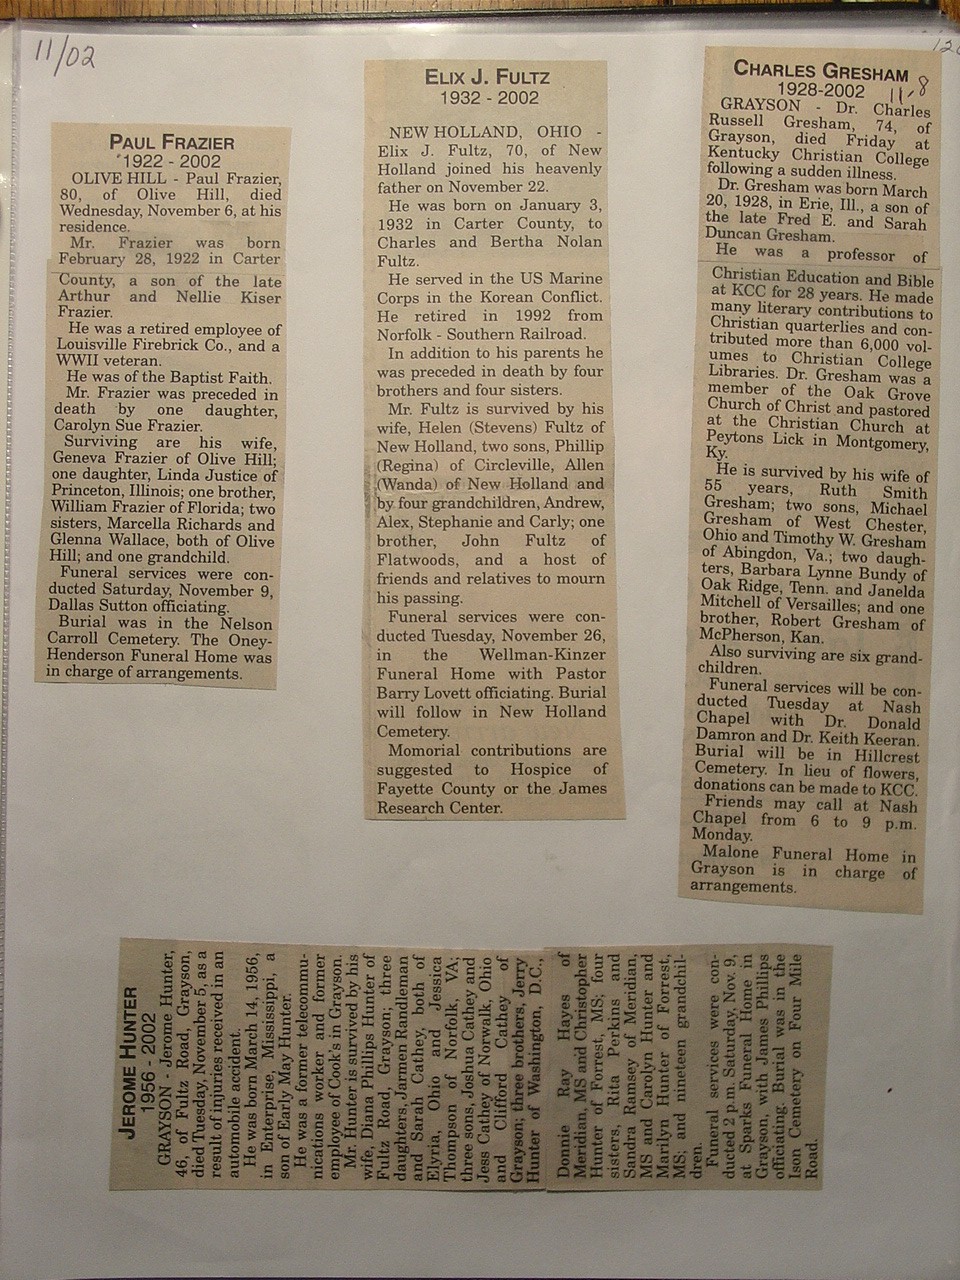 11/02
PAUL FRAZIER
1922 - 2002
OLIVE HILL - Paul Frazier,
80, of Olive Hill, died
Wednesday, November 6, at his
residence.
Mr. Frazier was born
February 28, 1922 in Carter
County, a son of the late
Arthur and Nellie Kiser
Frazier.
He was a retired employee of
Louisville Firebrick Co., and a
WWII veteran.
He was of the Baptist Faith.
Mr. Frazier was preceded in
death by one daughter,
Carolyn Sue Frazier.
Surviving are his wife,
Geneva Frazier of Olive Hill;
one daughter, Linda Justice of
Princeton, Illinois; one brother,
William Frazier of Florida; two
sisters, Marcella Richards and
Glenna Wallace, both of Olive
Hill; and one grandchild.
Funeral services were con-
ducted Saturday, November 9,
Dallas Sutton officiating.
Burial was in the Nelson
Carroll Cemetery. The Oney-
Henderson Funeral Home was
in charge of arrangements.
ELIX J. FULTZ
1932 - 2002
NEW HOLLAND, OHIO -
Elix J. Fultz, 70, of New
Holland joined his heavenly
father on November 22.
He was born on January 3,
1932 in Carter County, to
Charles and Bertha Nolan
Fultz.
He served in the US Marine
Corps in the Korean Conflict.
He retired in 1992 from
Norfolk - Southern Railroad.
In addition to his parents he
was preceded in death by four
brothers and four sisters.
Mr. Fultz is survived by his
wife, Helen (Stevens) Fultz of
New Holland, two sons, Phillip
(Regina) of Circleville, Allen
(Wanda) of New Holland and
by four grandchildren, Andrew,
Alex, Stephanie and Carly; one
brother, John Fultz of
Flatwoods, and a host of
friends and relatives to mourn
his passing.
Funeral services were con-
ducted Tuesday, November 26,
in the Wellman-Kinzer
Funeral Home with Pastor
Barry Lovett officiating. Burial
will follow in New Holland
Cemetery.
Momorial contributions are
suggested to Hospice of
Fayette County or the James
Research Center.
CHARLES GRESHAM
1928-2002 11-8
GRAYSON - Dr. Charles
Russell Gresham, 74, of
Grayson, died Friday at
Kentucky Christian College
following a sudden illness.
Dr. Gresham was born March
20, 1928, in Erie, Ill., a son of
the late Fred E. and Sarah
Duncan Gresham.
He was a professor of
Christian Education and Bible
at KCC for 28 years. He made
many literary contributions to
Christian quarterlies and con-
tributed more than 6,000 vol-
umes to Christian College
Libraries. Dr. Gresham was a
member of the Oak Grove
Church of Christ and pastored
at the Christian Church at
Peytons Lick in Montgomery,
Ky.
He is survived by his wife of
55 years, Ruth Smith
Gresham; two sons, Michael
Gresham of West Chester,
Ohio and Timothy W. Gresham
of Abingdon, Va.; two daugh-
ters, Barbara Lynne Bundy of
Oak Ridge, Tenn. and Janelda
Mitchell of Versailles; and one
brother, Robert Gresham of
McPherson, Kan.
Also surviving are six grand-
children.
Funeral services will be con-
ducted Tuesday at Nash
Chapel with Dr. Donald
Damron and Dr. Keith Keeran.
Burial will be in Hillcrest
Cemetery. In lieu of flowers,
donations can be made to KCC.
Friends may call at Nash
Chapel from 6 to 9 p.m.
Monday.
Malone Funeral Home in
Grayson is in charge of
arrangements.
JEROME HUNTER
1956 - 2002
GRAYSON - Jerome Hunter,
46, of Fultz Road, Grayson,
died Tuesday, November 5, as a
result of injuries received in an
automobile accident.
He was born March 14, 1956,
in Enterprise, Mississippi, a
son of Early May Hunter.
He was a former telecommu-
nications worker and former
employee of Cook's in Grayson.
Mr. Hunter is survived by his
wife, Diana Phillips Hunter of
Fultz Road, Grayson; three
daughters, Jarmen Randleman
and Sarah Cathey, both of
Elyria, Ohio and Jessica
Thompson of Norfolk, VA;
three sons, Joshua Cathey and
Jess Cathey of Norwalk, Ohio
and Clifford Cathey of
Grayson; three brothers, Jerry
Hunter of Washington, D.C.,
Donnie Ray Hayes of
Meridian, MS and Christopher
Hunter of Forrest, MS; four
sisters, Rita Perkins and
Sandra Ramsey of Meridian,
MS and Carolyn Hunter and
Marilyn Hunter of Forrest,
MS; and nineteen grandchil-
dren.
Funeral services were con-
ducted 2 p.m. Saturday, Nov. 9,
at Sparks Funeral Home in
Grayson, with James Phillips
officiating. Burial was in the
Ison Cemetery on Four Mile
Road.